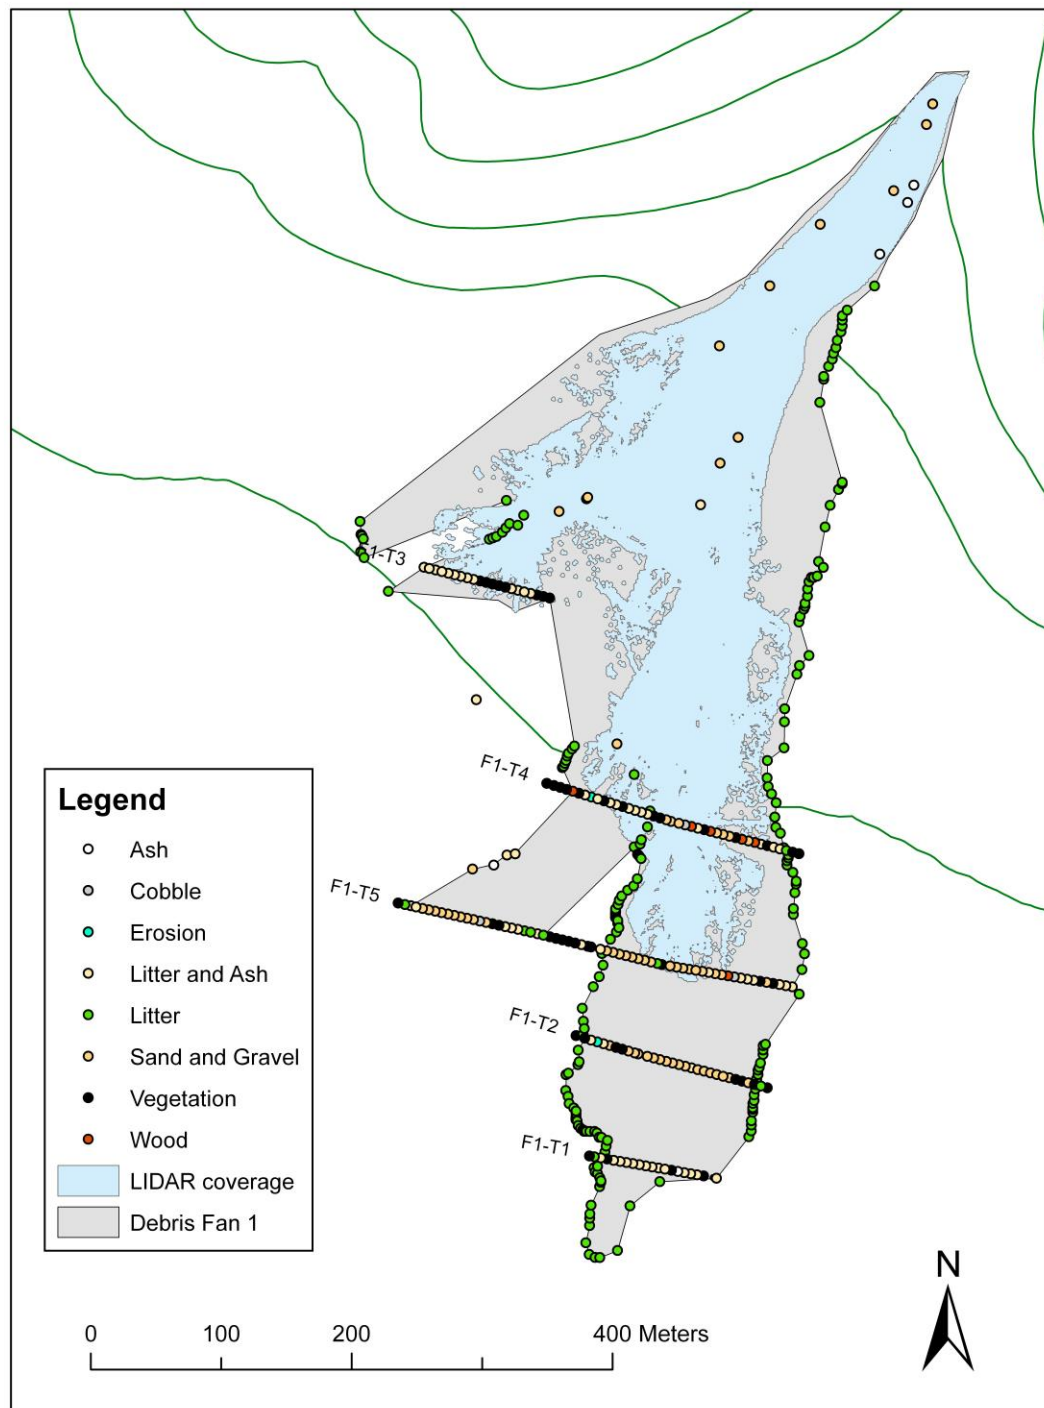 F1-T3
F1-T4
F1-T5
F1-T2
F1-T1
Legend
Ash
Cobble
Erosion
Litter and Ash
Litter
Sand and Gravel
Vegetation
Wood
LIDAR coverage
Debris Fan 1
0 100 200 400 Meters
N